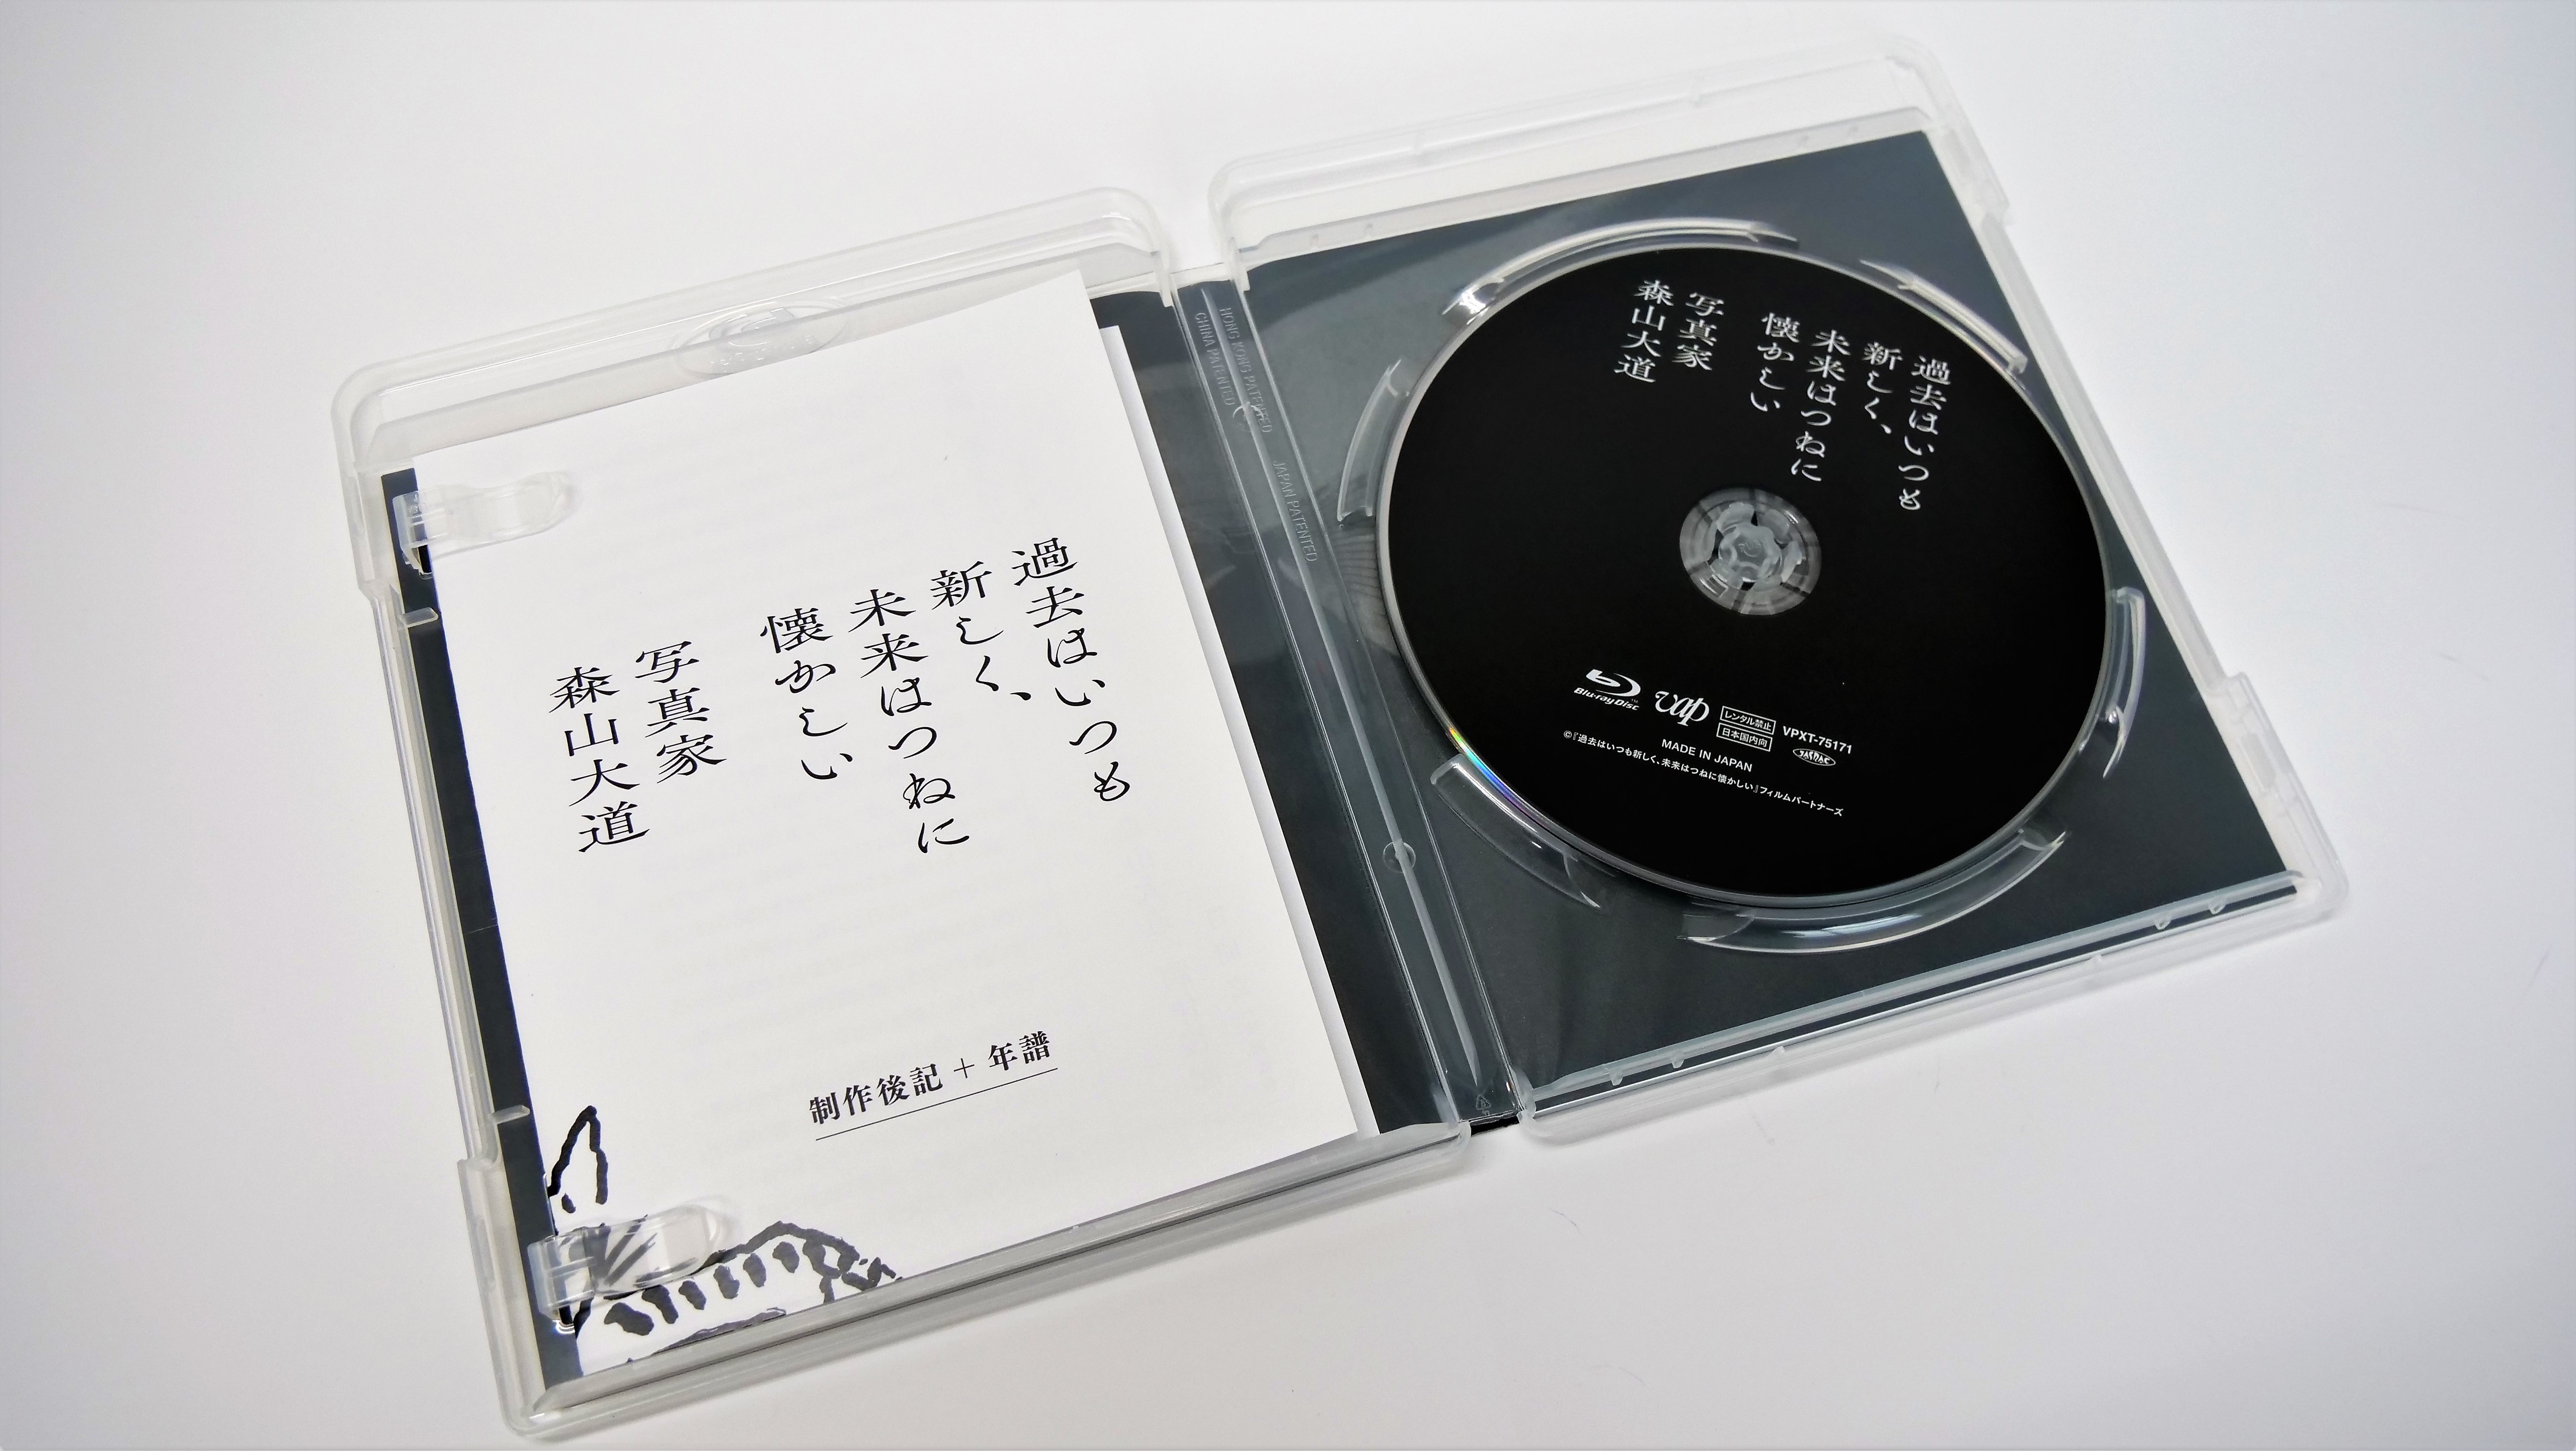 過去はいつも
新しく、
未来はつねに
懐かしい
写真家
森山大道
制作後記 + 年譜
HONG KONG PATENTED
CHINA PATENTED
JAPAN PATENTED
過去はいつも
新しく、
未来はつねに
懐かしい
写真家
森山大道
Blu-ray Disc
vap
レンタル禁止
日本国内向
VPXT-75171
JASRAC
MADE IN JAPAN
©『過去はいつも新しく、未来はつねに懐かしい』フィルムパートナーズ